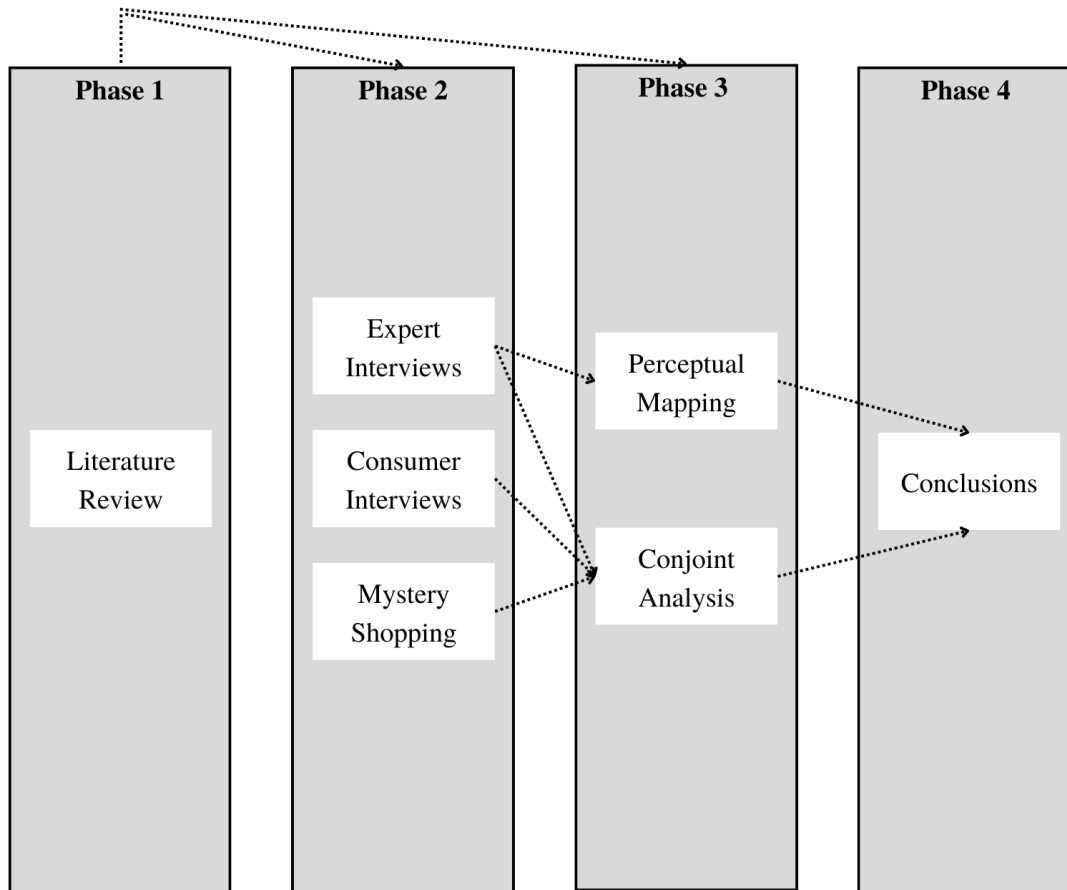 Phase 1
Literature
Review
Phase 2
Expert
Interviews
Consumer
Interviews
Mystery
Shopping
Phase 3
Perceptual
Mapping
Conjoint
Analysis
Phase 4
Conclusions